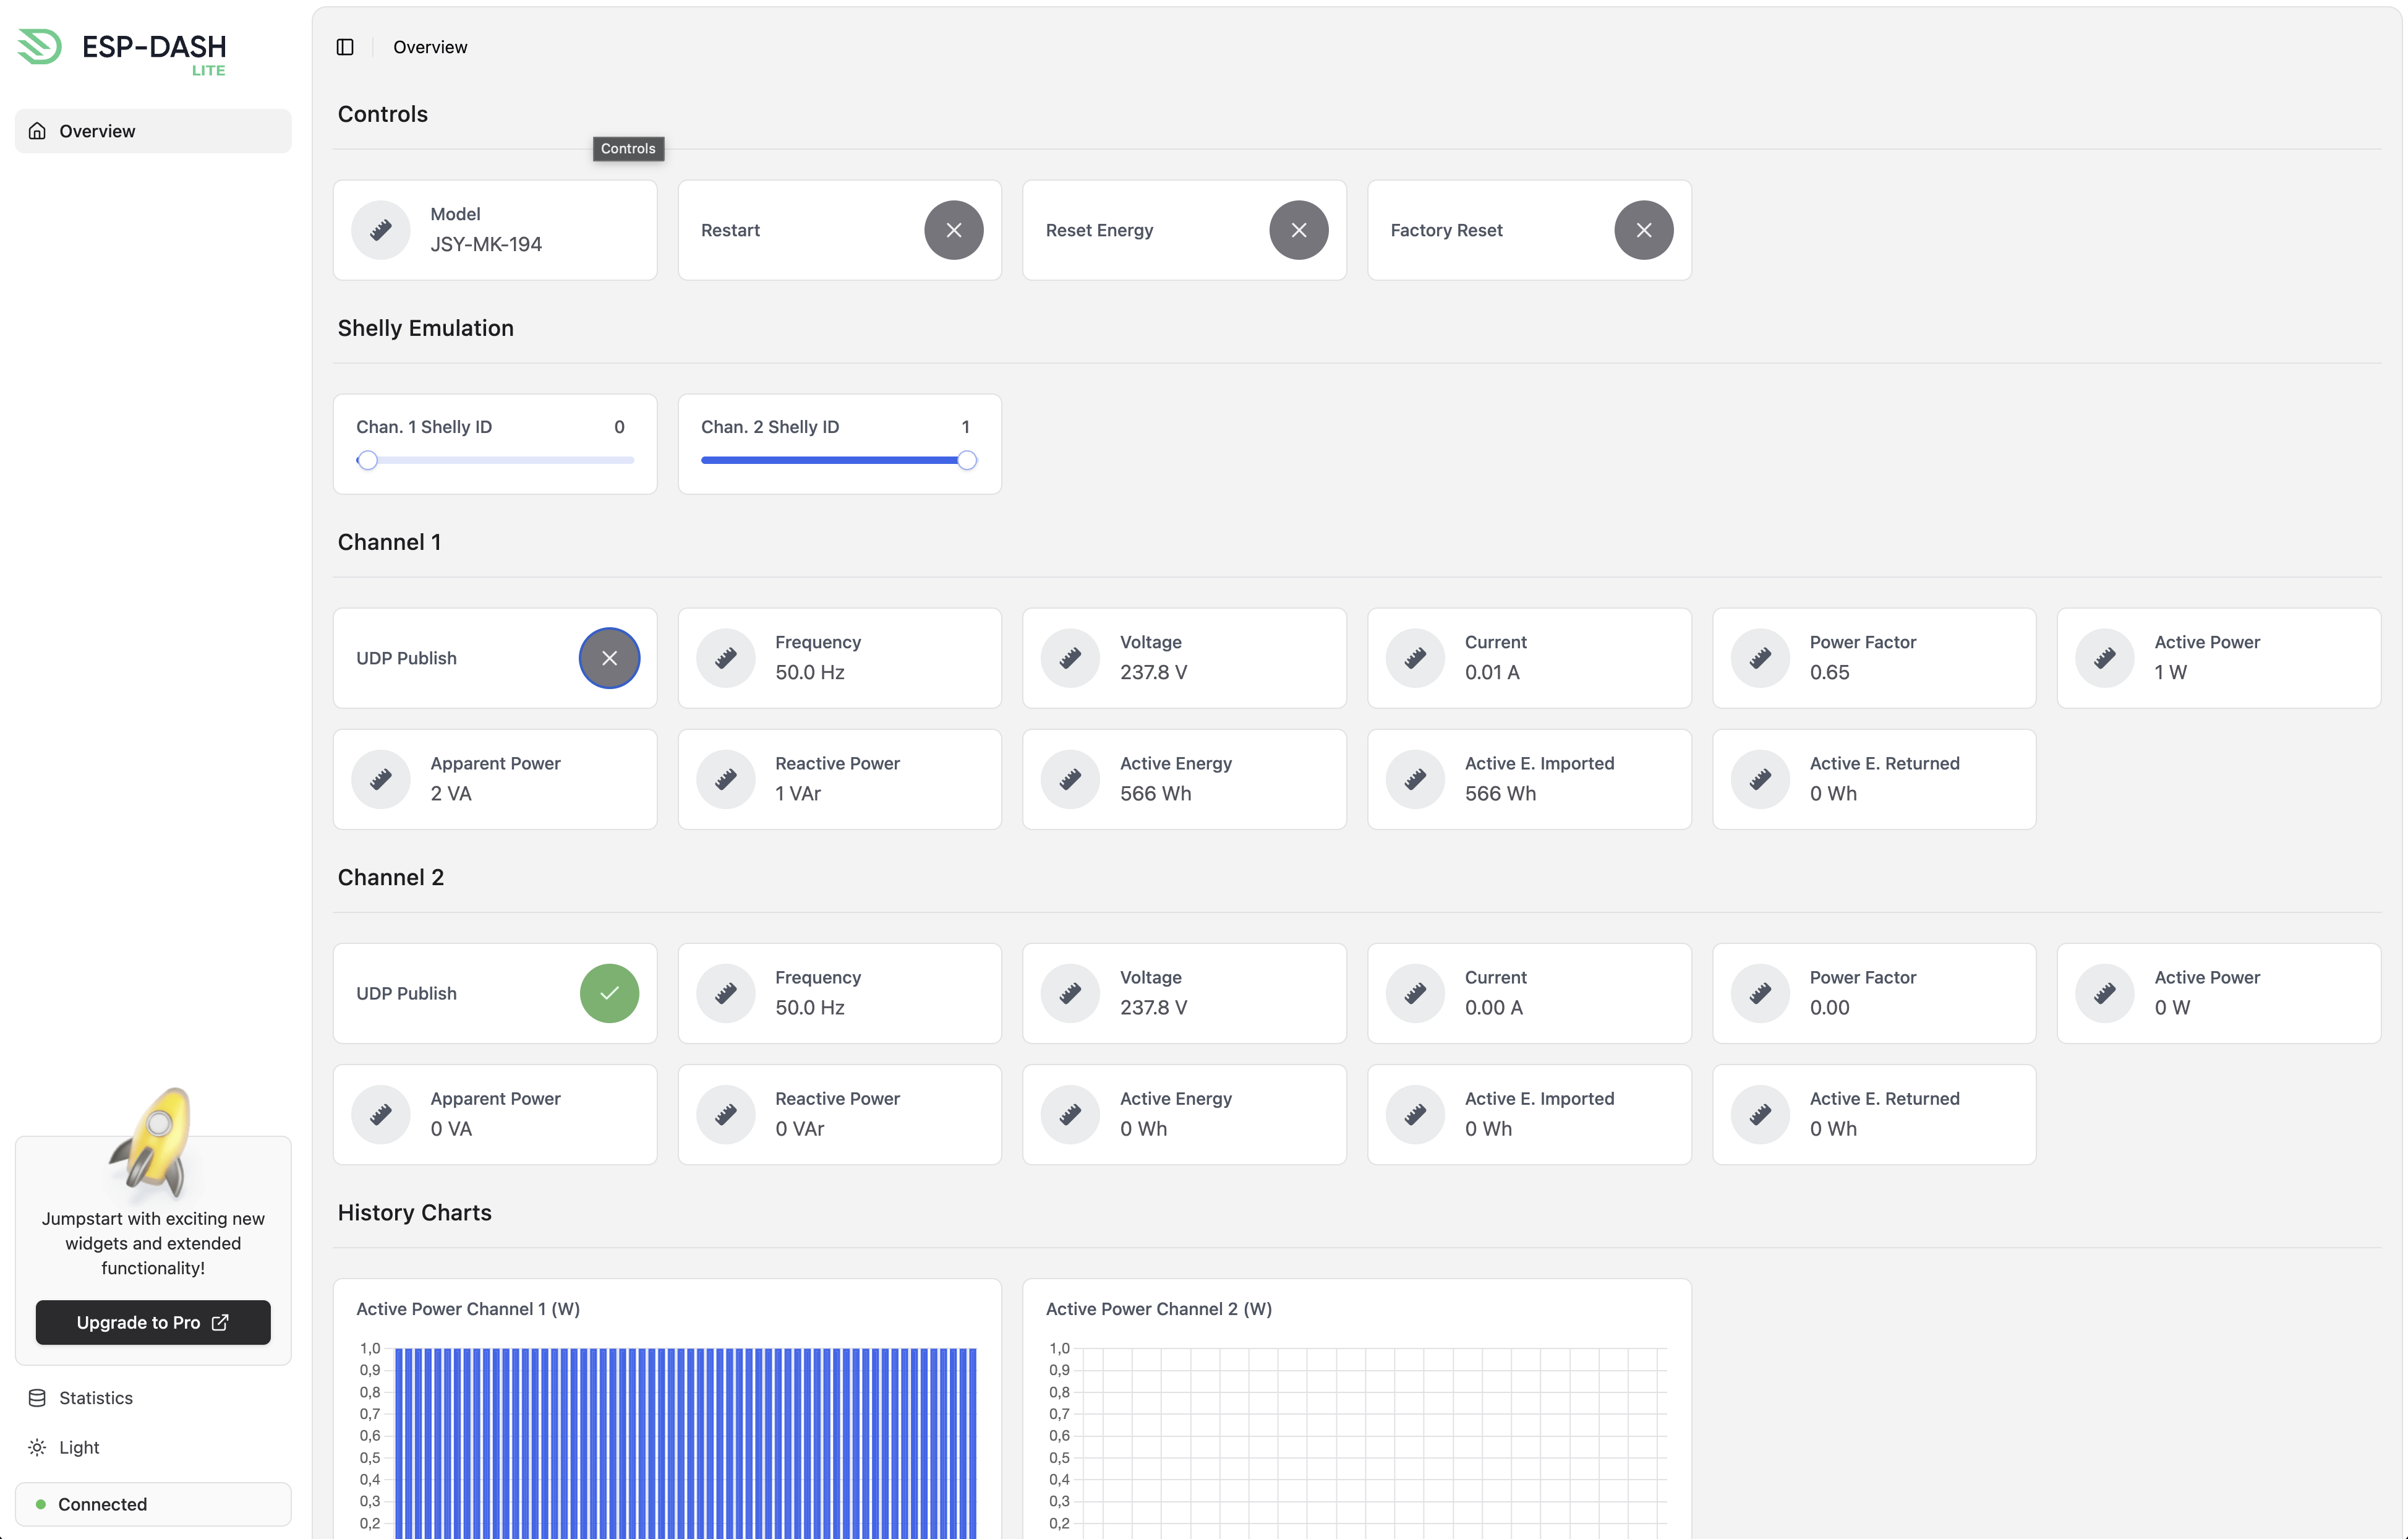 ESP-DASH
LITE
Overview
Jumpstart with exciting new
widgets and extended
functionality!
Upgrade to Pro
Statistics
Light
Connected
Overview
Controls
Controls
Model
JSY-MK-194
Restart
Reset Energy
Factory Reset
Shelly Emulation
Chan. 1 Shelly ID 0
Chan. 2 Shelly ID 1
Channel 1
UDP Publish
Frequency
50.0 Hz
Voltage
237.8 V
Current
0.01 A
Power Factor
0.65
Active Power
1 W
Apparent Power
2 VA
Reactive Power
1 VAr
Active Energy
566 Wh
Active E. Imported
566 Wh
Active E. Returned
0 Wh
Channel 2
UDP Publish
Frequency
50.0 Hz
Voltage
237.8 V
Current
0.00 A
Power Factor
0.00
Active Power
0 W
Apparent Power
0 VA
Reactive Power
0 VAr
Active Energy
0 Wh
Active E. Imported
0 Wh
Active E. Returned
0 Wh
History Charts
Active Power Channel 1 (W)
1,0
0,9
0,8
0,7
0,6
0,5
0,4
0,3
0,2
Active Power Channel 2 (W)
1,0
0,9
0,8
0,7
0,6
0,5
0,4
0,3
0,2